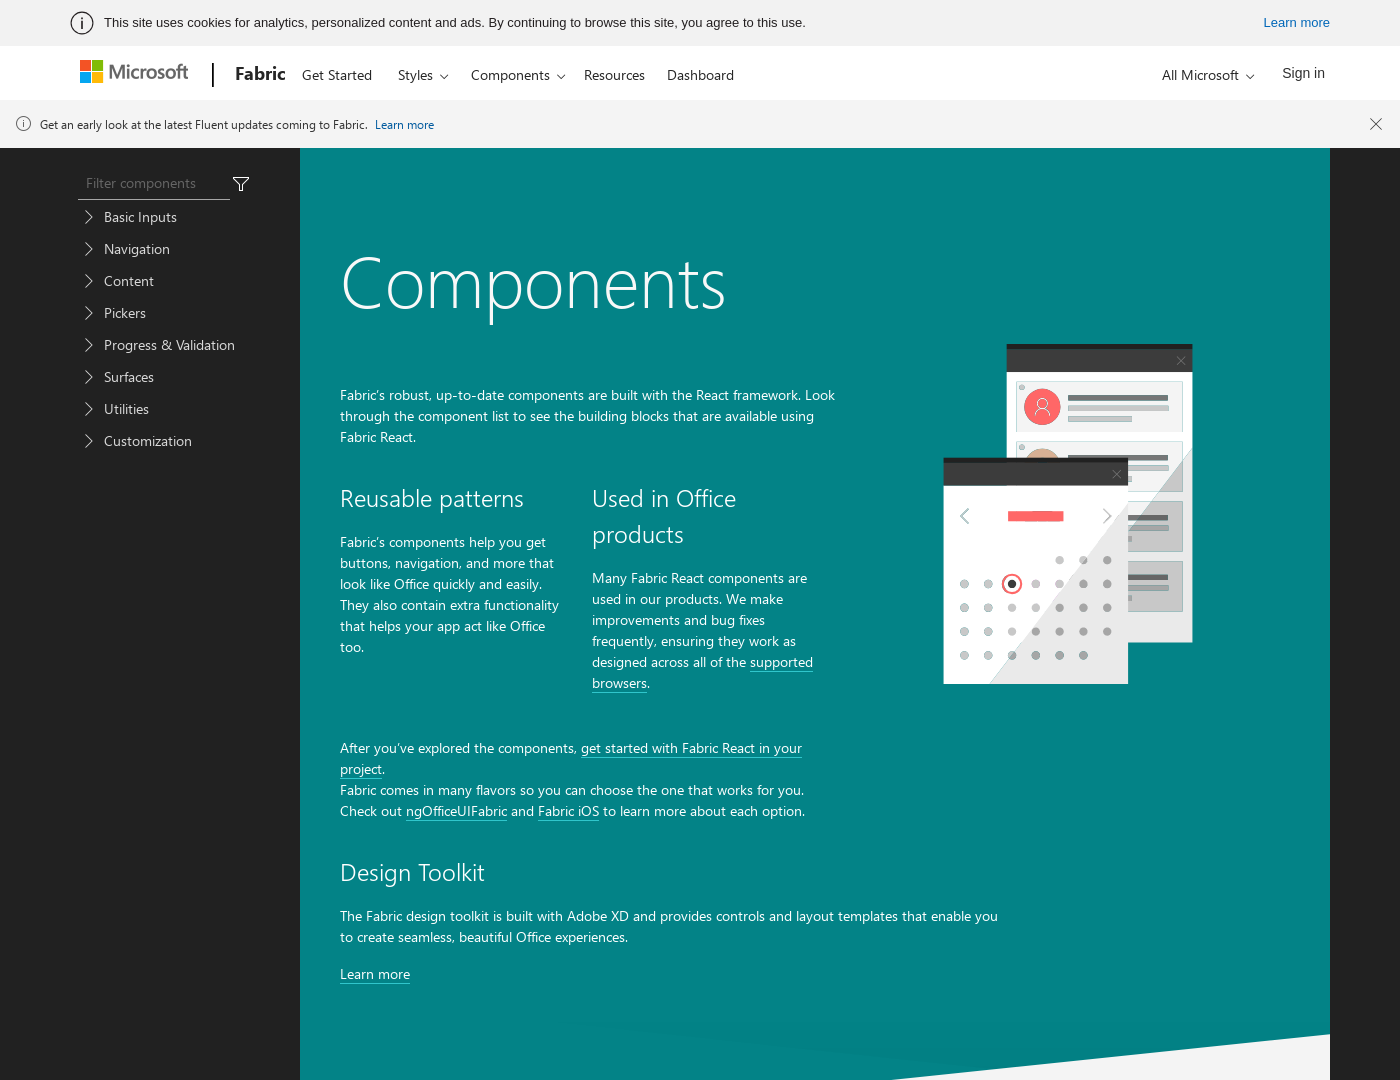 This site uses cookies for analytics, personalized content and ads. By continuing to browse this site, you agree to this use.
Learn more
Microsoft
Fabric
Get Started
Styles
Components
Resources
Dashboard
All Microsoft
Sign in
Get an early look at the latest Fluent updates coming to Fabric. Learn more
Filter components
Basic Inputs
Navigation
Content
Pickers
Progress & Validation
Surfaces
Utilities
Customization
Components
Fabric's robust, up-to-date components are built with the React framework. Look
through the component list to see the building blocks that are available using
Fabric React.
Reusable patterns
Fabric's components help you get
buttons, navigation, and more that
look like Office quickly and easily.
They also contain extra functionality
that helps your app act like Office
too.
Used in Office
products
Many Fabric React components are
used in our products. We make
improvements and bug fixes
frequently, ensuring they work as
designed across all of the supported
browsers.
After you've explored the components, get started with Fabric React in your
project.
Fabric comes in many flavors so you can choose the one that works for you.
Check out ngOfficeUIFabric and Fabric iOS to learn more about each option.
Design Toolkit
The Fabric design toolkit is built with Adobe XD and provides controls and layout templates that enable you
to create seamless, beautiful Office experiences.
Learn more